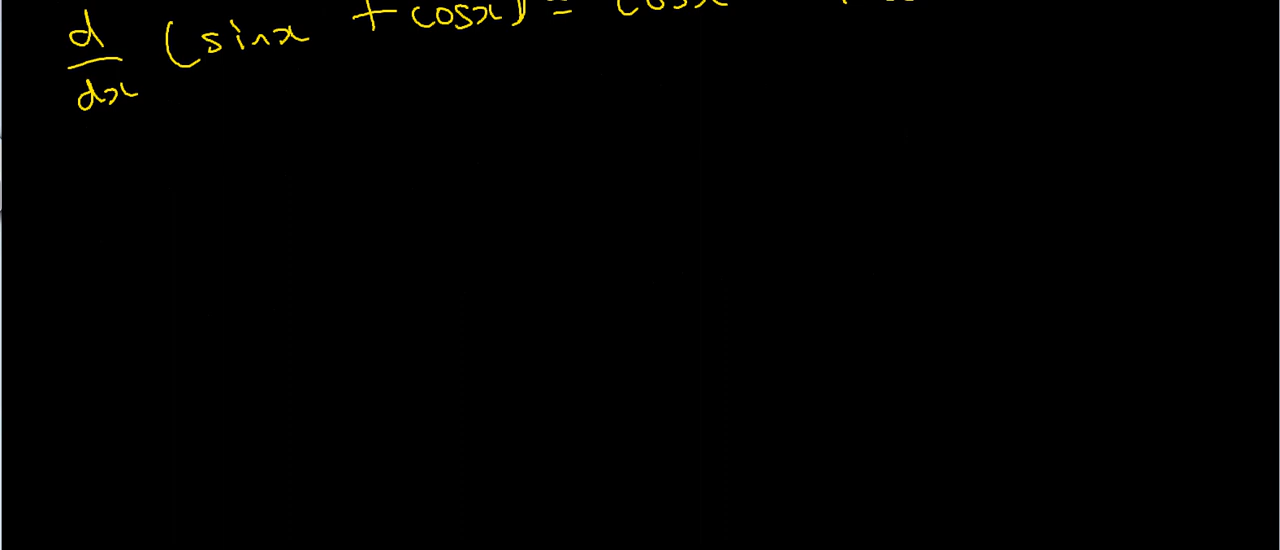 d/dx (sinx + cosx) = cosx